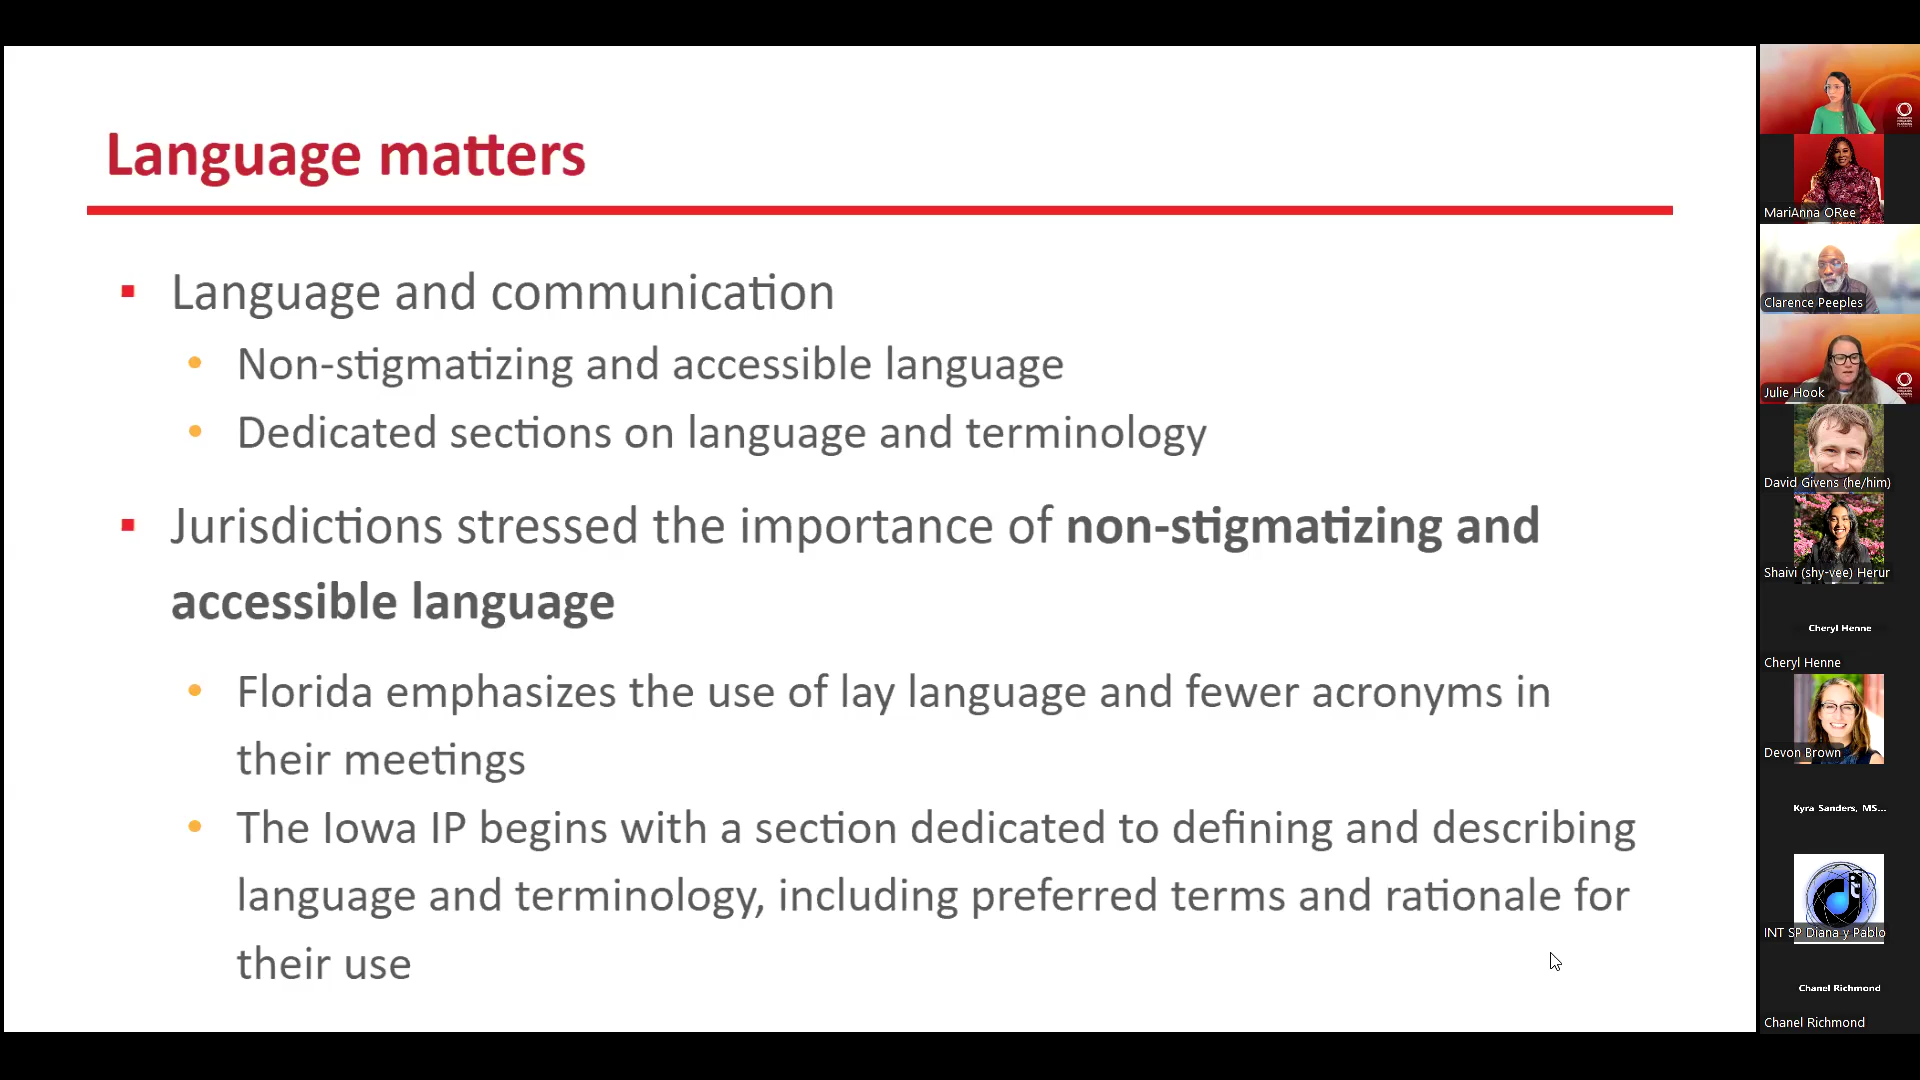 Language matters
Language and communication
Non-stigmatizing and accessible language
Dedicated sections on language and terminology
Jurisdictions stressed the importance of non-stigmatizing and
accessible language
Florida emphasizes the use of lay language and fewer acronyms in
their meetings
The Iowa IP begins with a section dedicated to defining and describing
language and terminology, including preferred terms and rationale for
their use
MariAnna ORee
Clarence Peeples
Julie Hook
David Givens (he/him)
Shaivi (shy-vee) Herur
Cheryl Henne
Cheryl Henne
Devon Brown
Kyra Sanders, MS...
INT SP Diana y Pablo
Chanel Richmond
Chanel Richmond